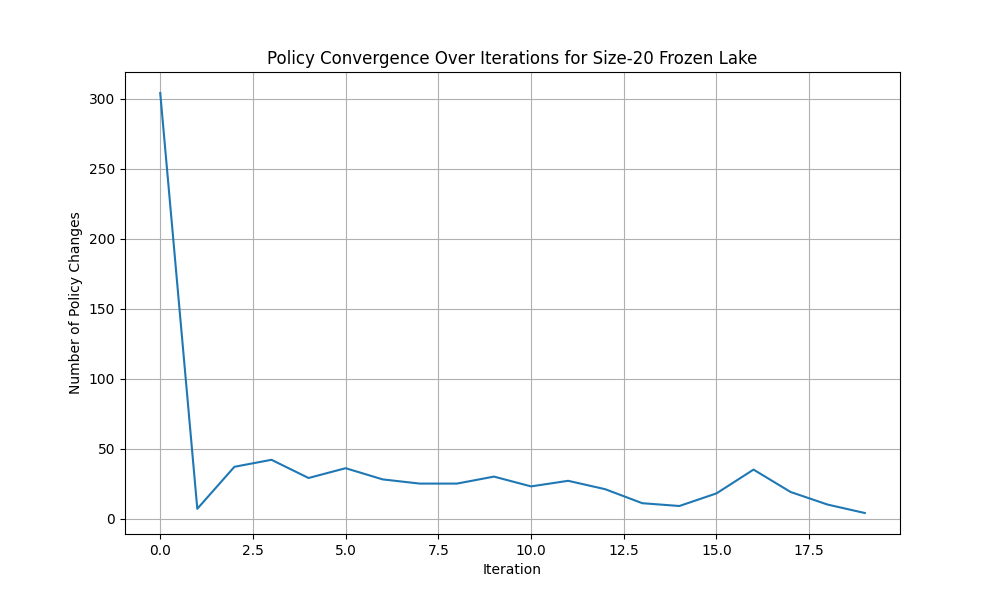 Policy Convergence Over Iterations for Size-20 Frozen Lake
Number of Policy Changes
300
250
200
150
100
50
0
0.0 2.5 5.0 7.5 10.0 12.5 15.0 17.5
Iteration